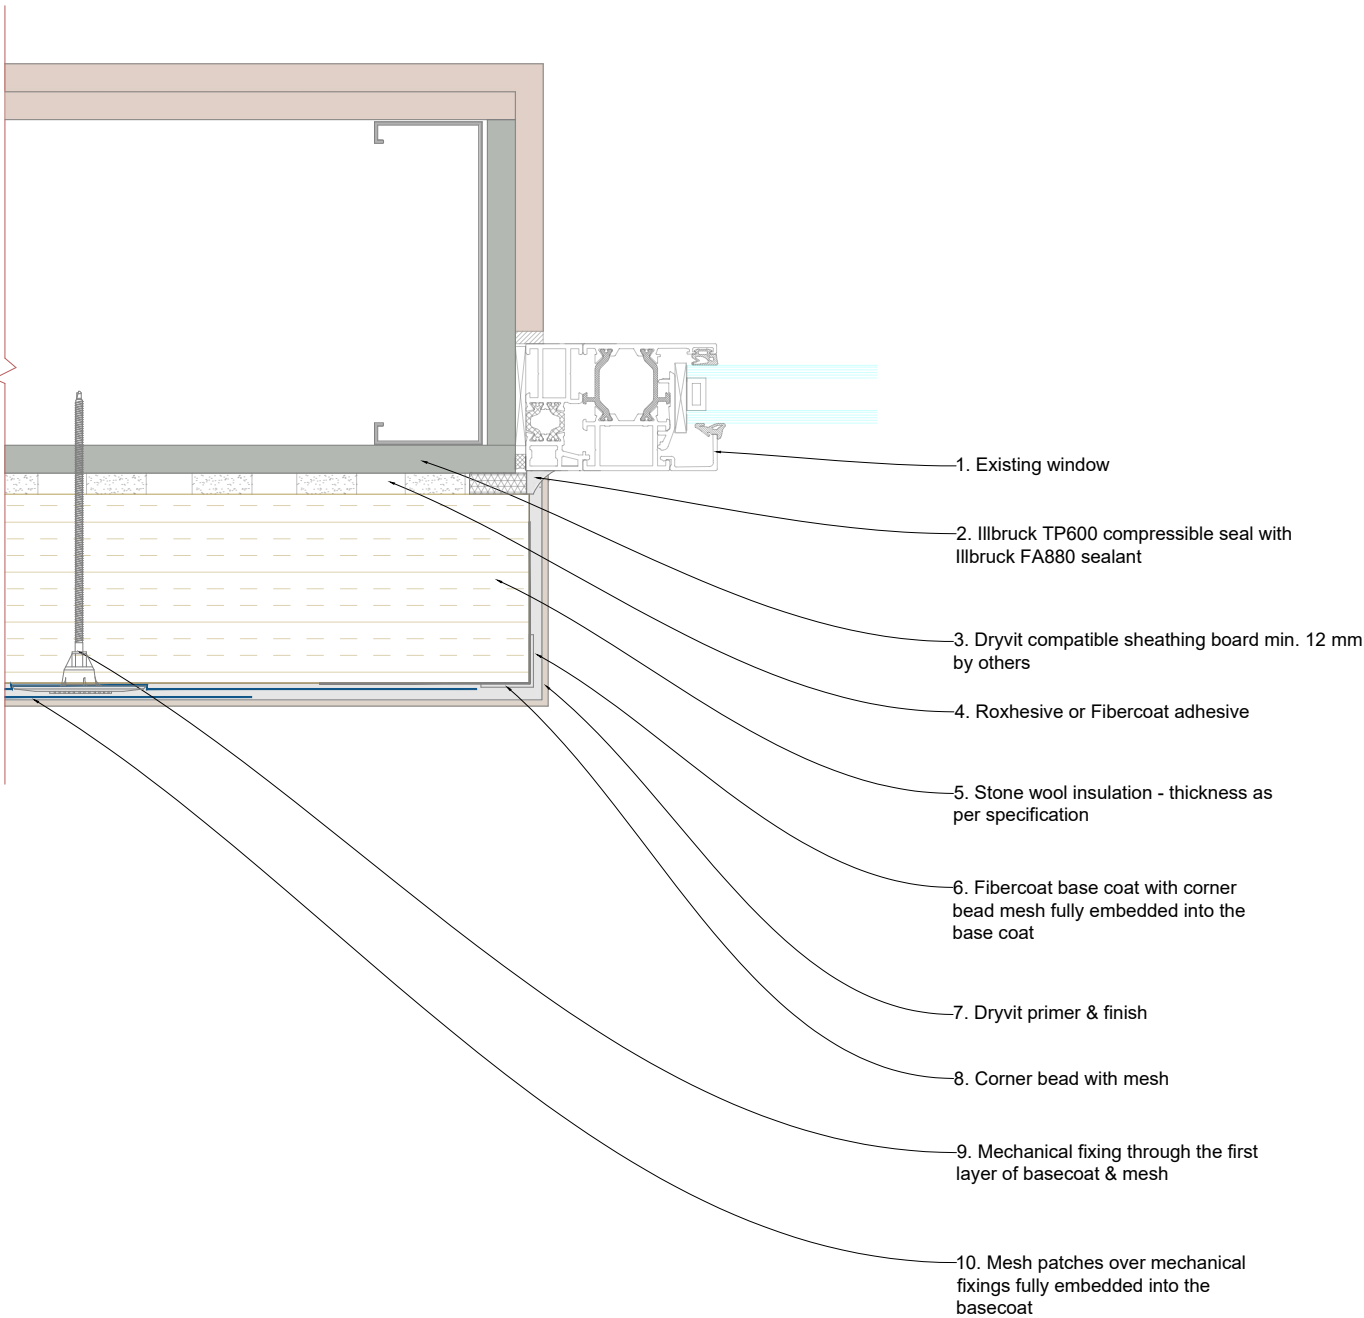 1. Existing window
2. Illbruck TP600 compressible seal with
Illbruck FA880 sealant
3. Dryvit compatible sheathing board min. 12 mm
by others
4. Roxhesive or Fibercoat adhesive
5. Stone wool insulation - thickness as
per specification
6. Fibercoat base coat with corner
bead mesh fully embedded into the
base coat
7. Dryvit primer & finish
8. Corner bead with mesh
9. Mechanical fixing through the first
layer of basecoat & mesh
10. Mesh patches over mechanical
fixings fully embedded into the
basecoat